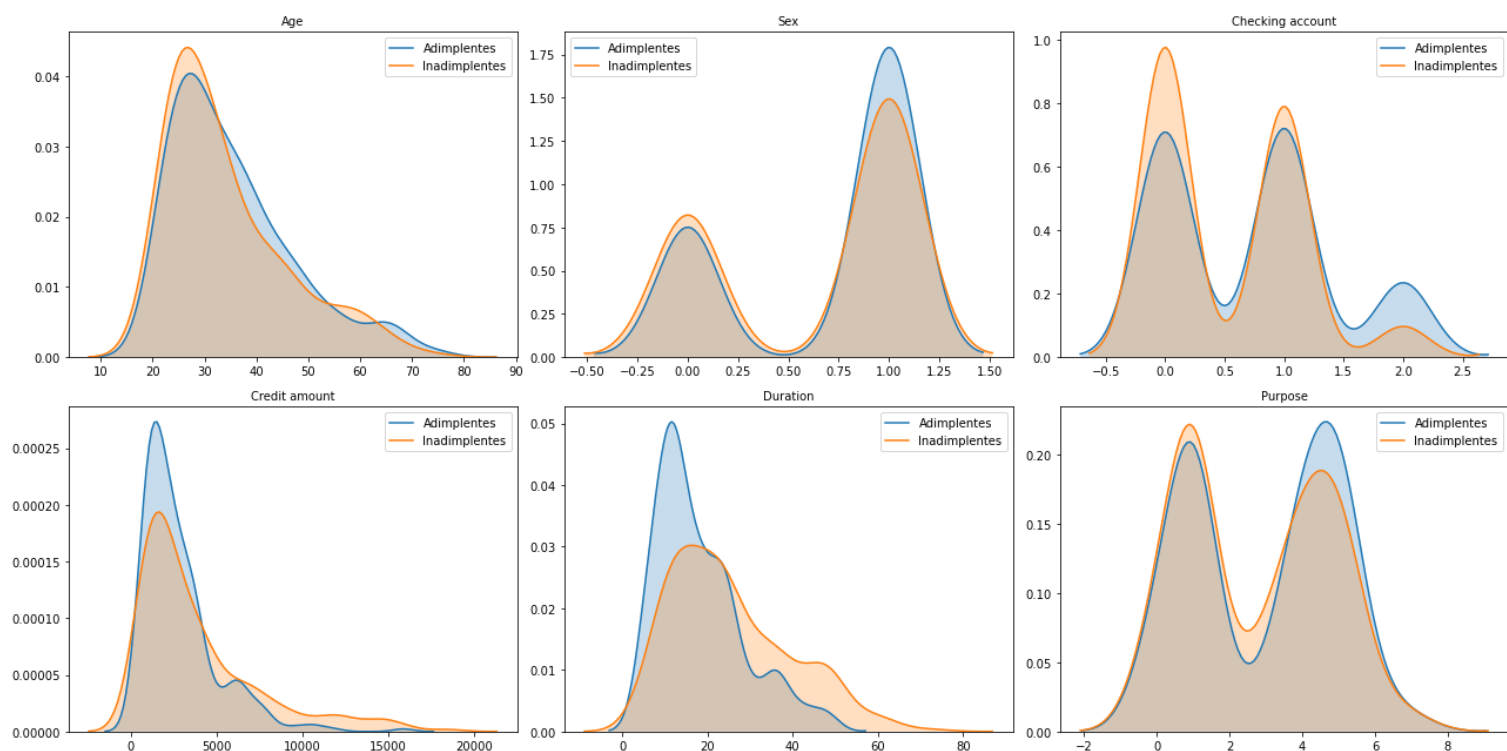 Age
Adimplentes
Inadimplentes
0.04
0.03
0.02
0.01
0.00
10 20 30 40 50 60 70 80 90
Sex
Adimplentes
Inadimplentes
1.75
1.50
1.25
1.00
0.75
0.50
0.25
0.00
−0.50 −0.25 0.00 0.25 0.50 0.75 1.00 1.25 1.50
Checking account
Adimplentes
Inadimplentes
1.0
0.8
0.6
0.4
0.2
0.0
−0.5 0.0 0.5 1.0 1.5 2.0 2.5
Credit amount
Adimplentes
Inadimplentes
0.00025
0.00020
0.00015
0.00010
0.00005
0.00000
0 5000 10000 15000 20000
Duration
Adimplentes
Inadimplentes
0.05
0.04
0.03
0.02
0.01
0.00
0 20 40 60 80
Purpose
Adimplentes
Inadimplentes
0.20
0.15
0.10
0.05
0.00
−2 0 2 4 6 8